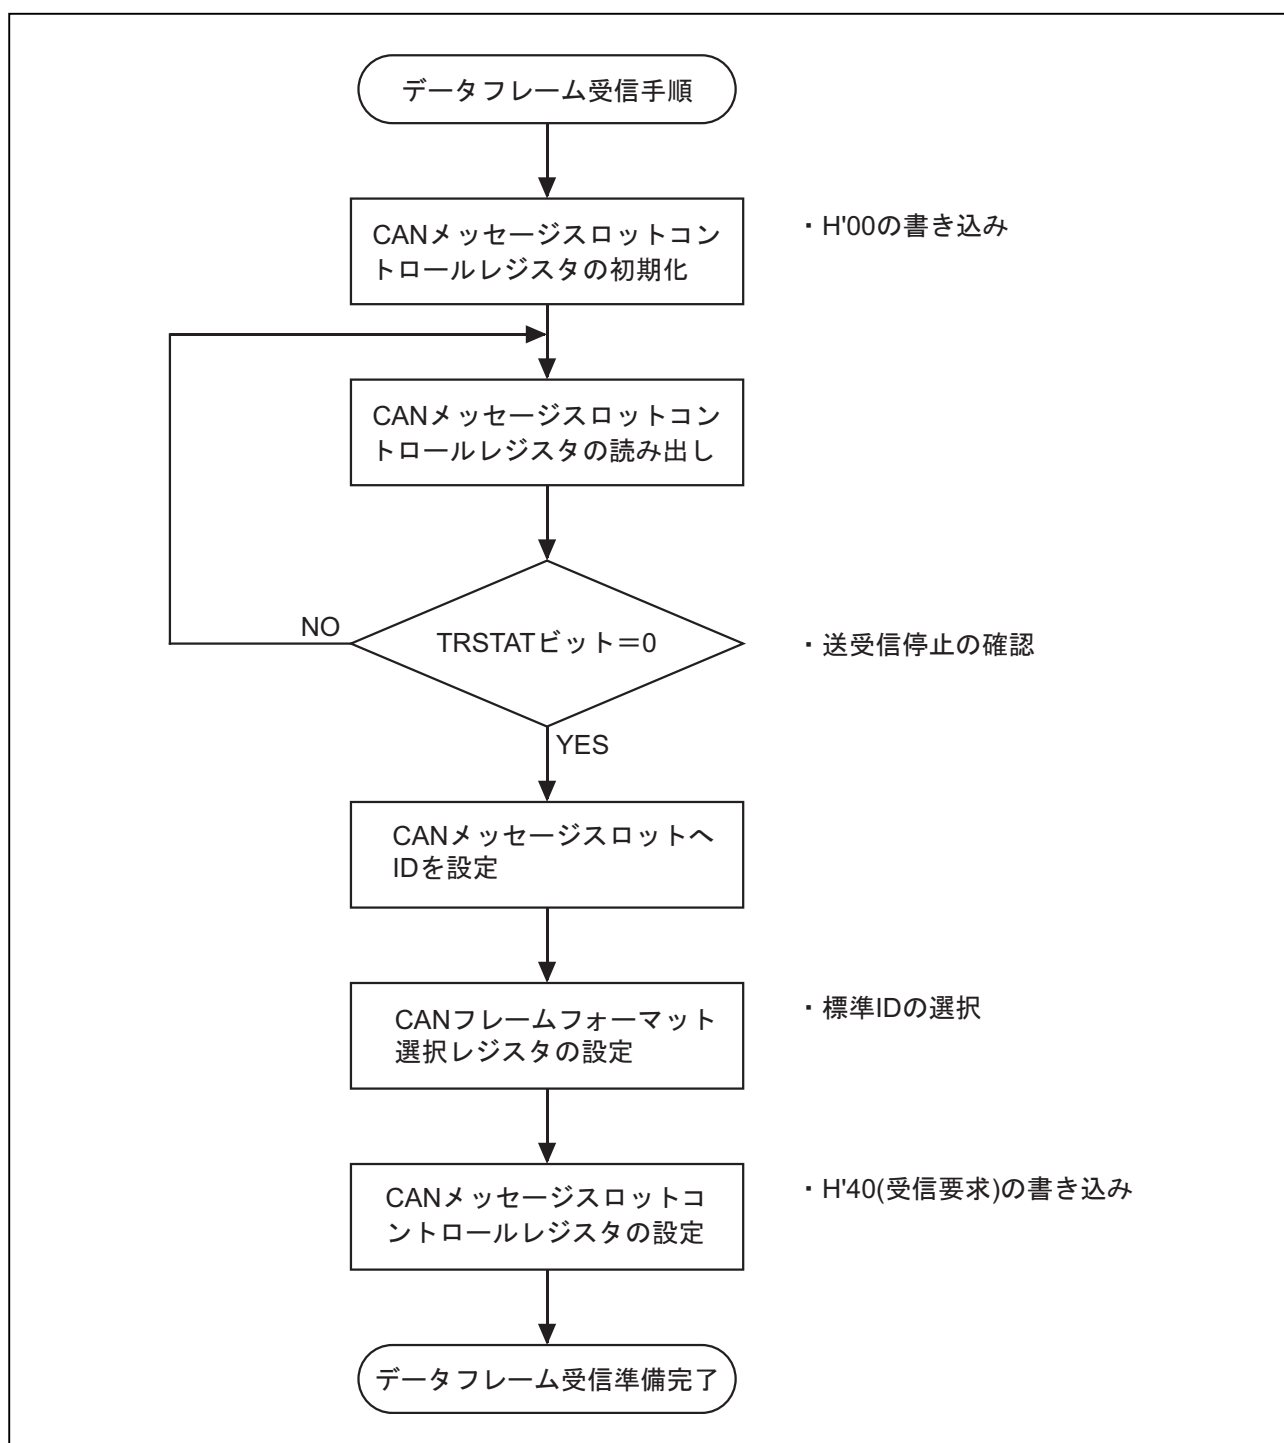 データフレーム受信手順
CANメッセージスロットコン
トロールレジスタの初期化
・H'00の書き込み
CANメッセージスロットコン
トロールレジスタの読み出し
NO
TRSTATビット＝0
・送受信停止の確認
YES
CANメッセージスロットへ
IDを設定
CANフレームフォーマット
選択レジスタの設定
・標準IDの選択
CANメッセージスロットコ
ントロールレジスタの設定
・H'40(受信要求)の書き込み
データフレーム受信準備完了